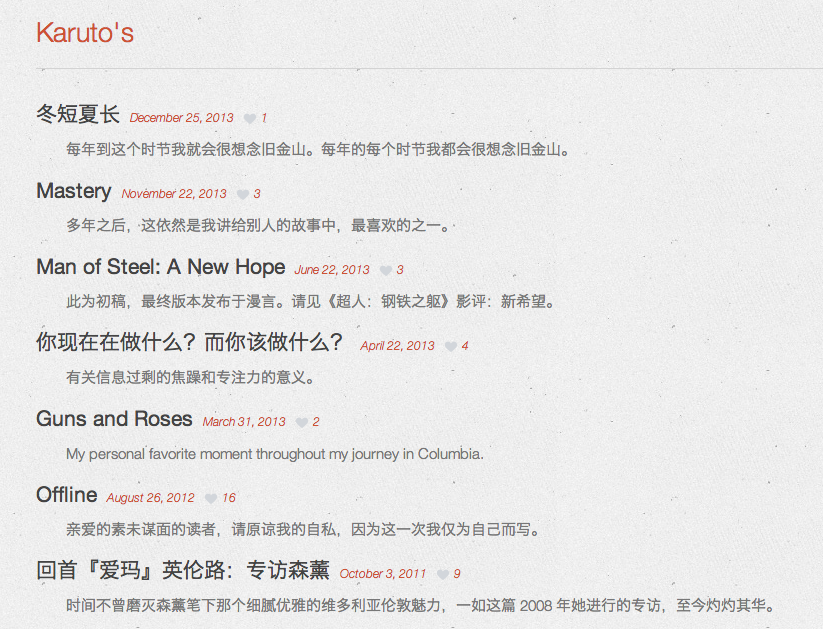 Karuto's
冬短夏长 December 25, 2013 1
每年到这个时节我就会很想念旧金山。每年的每个时节我都会很想念旧金山。
Mastery November 22, 2013 3
多年之后，这依然是我讲给别人的故事中，最喜欢的之一。
Man of Steel: A New Hope June 22, 2013 3
此为初稿，最终版本发布于漫言。请见《超人：钢铁之躯》影评：新希望。
你现在在做什么？而你该做什么？ April 22, 2013 4
有关信息过剩的焦躁和专注力的意义。
Guns and Roses March 31, 2013 2
My personal favorite moment throughout my journey in Columbia.
Offline August 26, 2012 16
亲爱的素未谋面的读者，请原谅我的自私，因为这一次我仅为自己而写。
回首『爱玛』英伦路：专访森薰 October 3, 2011 9
时间不曾磨灭森薰笔下那个细腻优雅的维多利亚伦敦魅力，一如这篇 2008 年她进行的专访，至今灼灼其华。